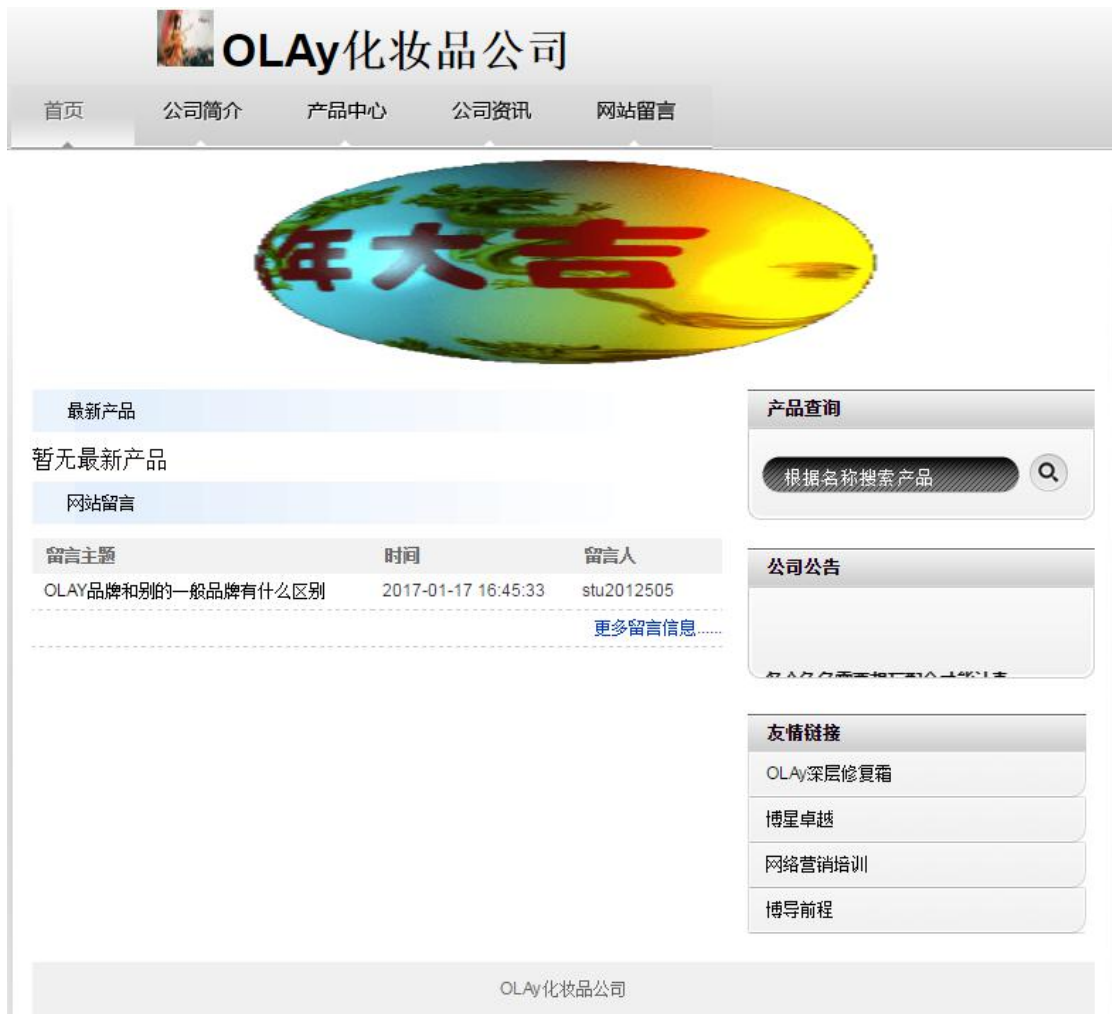 OLAy化妆品公司
首页 公司简介 产品中心 公司资讯 网站留言
年大吉
最新产品
暂无最新产品
网站留言
留言主题 时间 留言人
OLAY品牌和别的一般品牌有什么区别 2017-01-17 16:45:33 stu2012505
更多留言信息......
产品查询
根据名称搜索产品
公司公告
友情链接
OLAy深层修复霜
博星卓越
网络营销培训
博导前程
OLAy化妆品公司